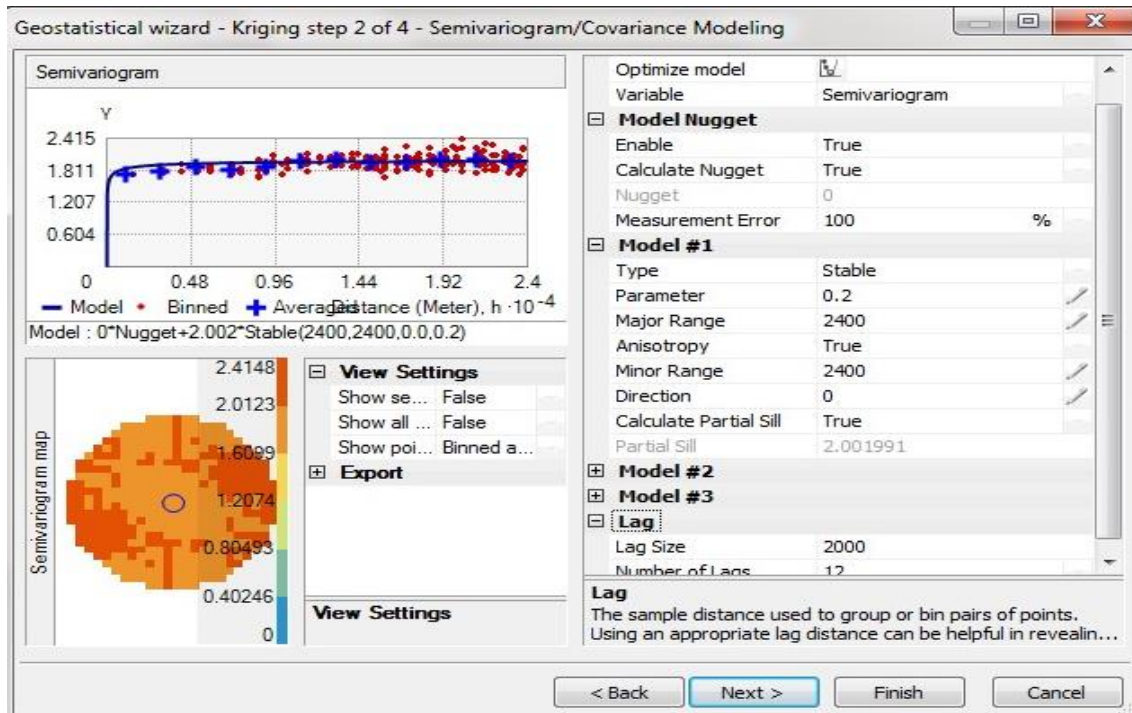 Geostatistical wizard - Kriging step 2 of 4 - Semivariogram/Covariance Modeling
Semivariogram
Y
2.415
1.811
1.207
0.604
0 0.48 0.96 1.44 1.92 2.4
Model Binned Averaged Distance (Meter), h ·10⁻⁴
Model : 0*Nugget+2.002*Stable(2400,2400,0.0,0.2)
Semivariogram map
2.4148
2.0123
1.6099
1.2074
0.80493
0.40246
0
View Settings
Show se... False
Show all ... False
Show poi... Binned a...
Export
View Settings
Optimize model
Variable Semivariogram
Model Nugget
Enable True
Calculate Nugget True
Nugget 0
Measurement Error 100 %
Model #1
Type Stable
Parameter 0.2
Major Range 2400
Anisotropy True
Minor Range 2400
Direction 0
Calculate Partial Sill True
Partial Sill 2.001991
Model #2
Model #3
Lag
Lag Size 2000
Number of Lags 12
Lag
The sample distance used to group or bin pairs of points.
Using an appropriate lag distance can be helpful in revealin...
< Back Next > Finish Cancel